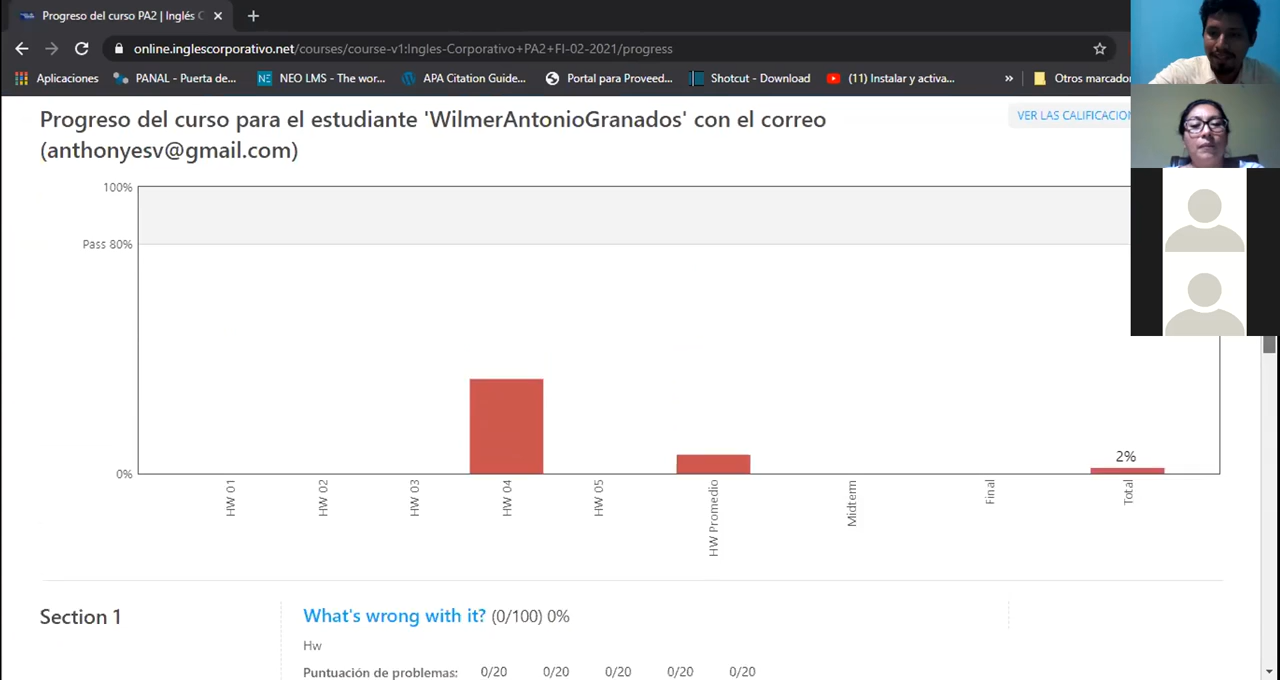 Progreso del curso PA2 | Inglés C
online.inglescorporativo.net/courses/course-v1:Ingles-Corporativo+PA2+FI-02-2021/progress
Aplicaciones PANAL - Puerta de... NEO LMS - The wor... APA Citation Guide... Portal para Proveed... Shotcut - Download (11) Instalar y activa... » Otros marcador
Progreso del curso para el estudiante 'WilmerAntonioGranados' con el correo
(anthonyesv@gmail.com)
VER LAS CALIFICACION
100%
Pass 80%
0%
2%
HW 01
HW 02
HW 03
HW 04
HW 05
HW Promedio
Midterm
Final
Total
Section 1
What's wrong with it? (0/100) 0%
Hw
Puntuación de problemas: 0/20 0/20 0/20 0/20 0/20